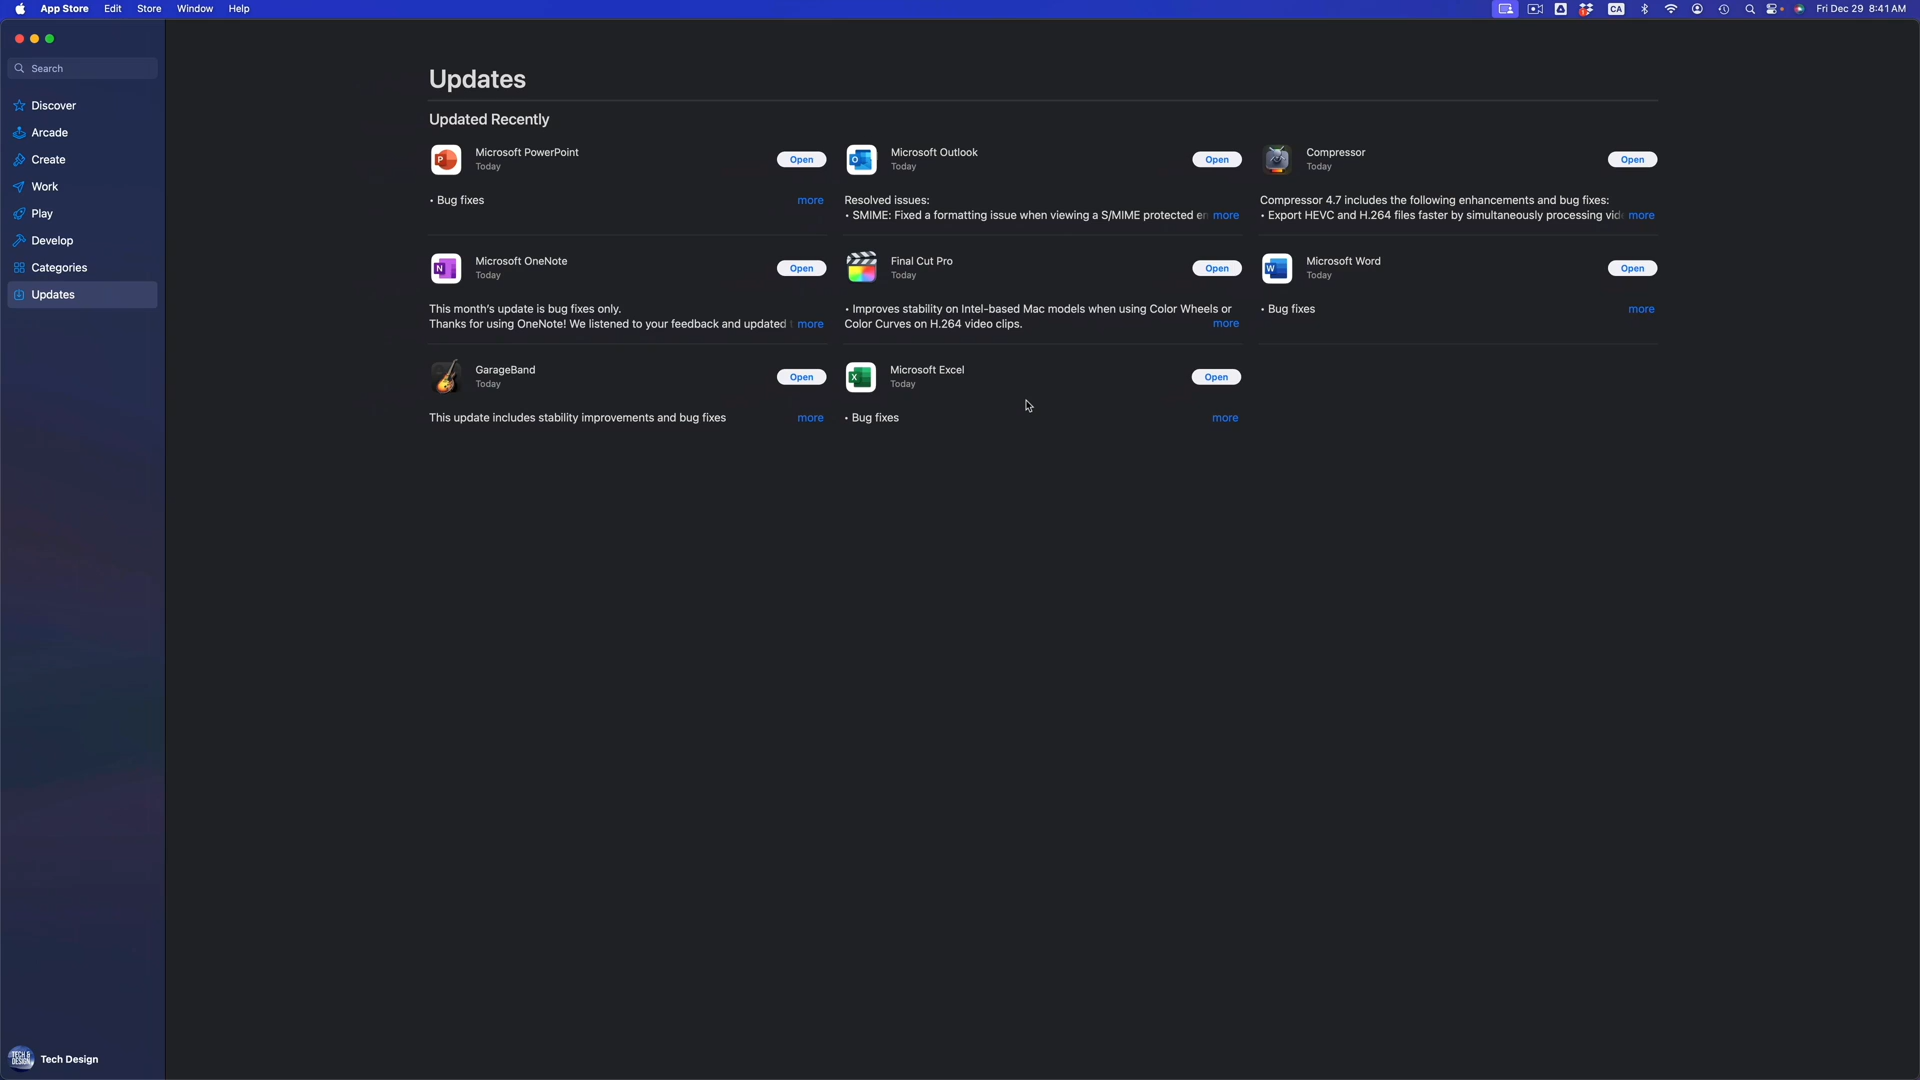 App Store Edit Store Window Help
CA
Fri Dec 29 8:41 AM
Search
Discover
Arcade
Create
Work
Play
Develop
Categories
Updates
Updates
Updated Recently
Microsoft PowerPoint
Today
Open
• Bug fixes
more
Microsoft Outlook
Today
Open
Resolved issues:
• SMIME: Fixed a formatting issue when viewing a S/MIME protected
more
Compressor
Today
Open
Compressor 4.7 includes the following enhancements and bug fixes:
• Export HEVC and H.264 files faster by simultaneously processing
more
Microsoft OneNote
Today
Open
This month's update is bug fixes only.
Thanks for using OneNote! We listened to your feedback and updated
more
Final Cut Pro
Today
Open
• Improves stability on Intel-based Mac models when using Color Wheels or
Color Curves on H.264 video clips.
more
Microsoft Word
Today
Open
• Bug fixes
more
GarageBand
Today
Open
This update includes stability improvements and bug fixes
more
Microsoft Excel
Today
Open
• Bug fixes
more
TECH &
DESIGN
Tech Design